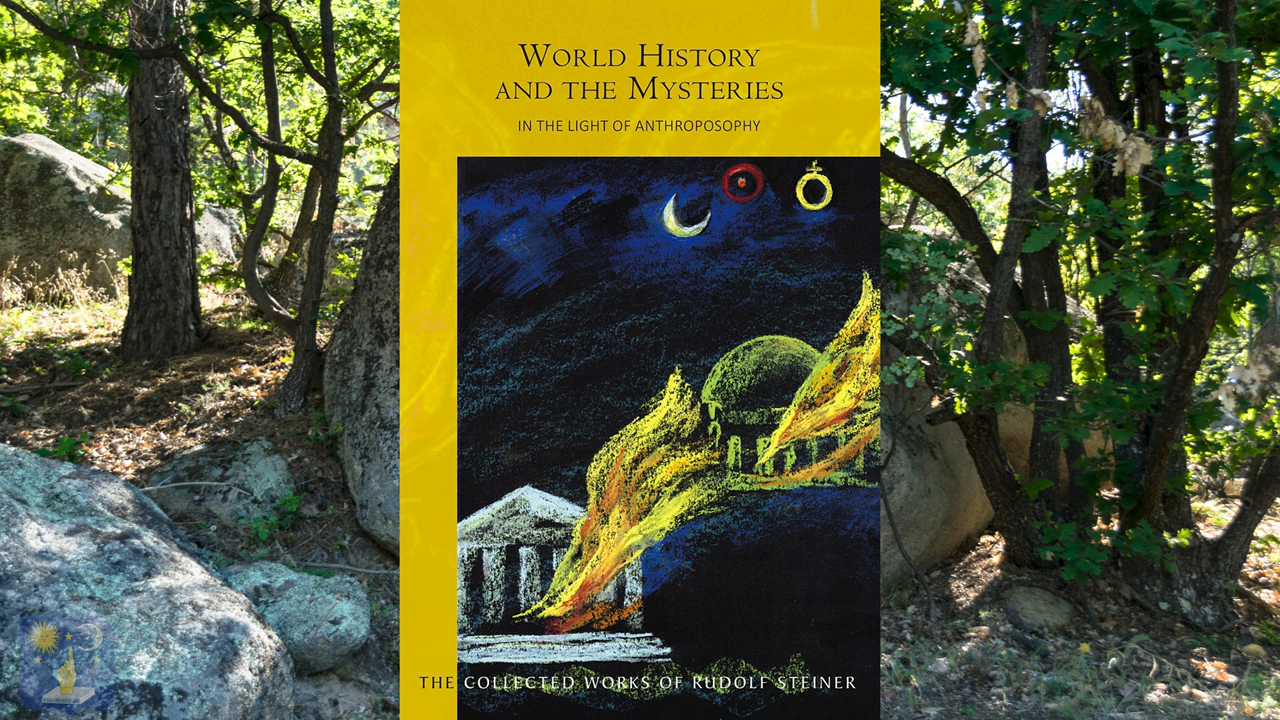 WORLD HISTORY
AND THE MYSTERIES
IN THE LIGHT OF ANTHROPOSOPHY
THE COLLECTED WORKS OF RUDOLF STEINER